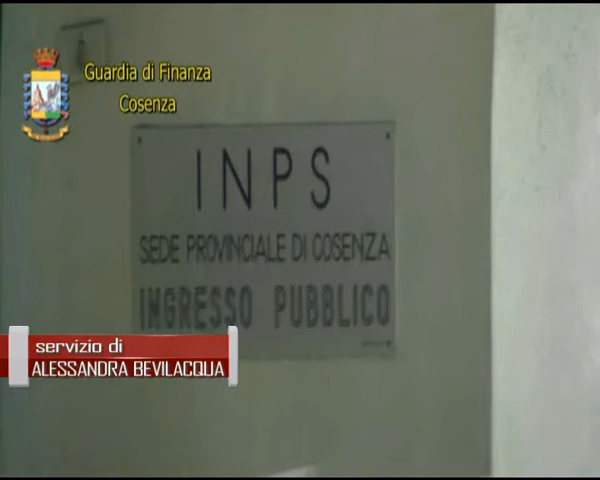 Guardia di Finanza
Cosenza
INPS
SEDE PROVINCIALE DI COSENZA
INGRESSO PUBBLICO
servizio di
ALESSANDRA BEVILACQUA